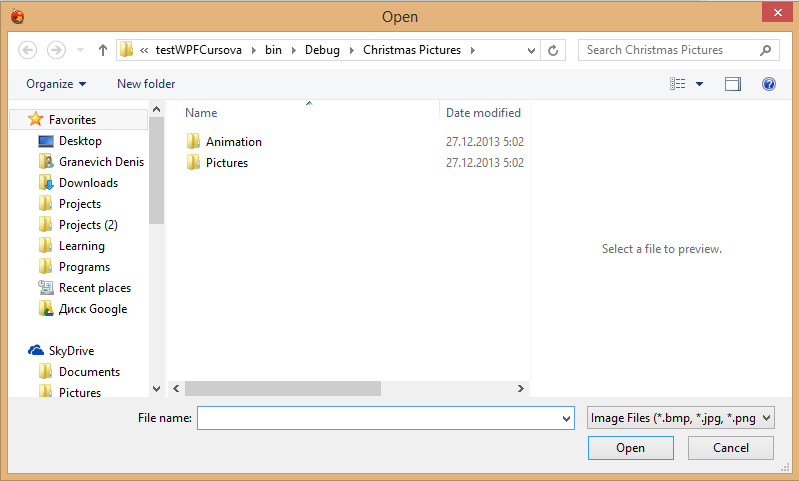 Open
« testWPFCursova bin Debug Christmas Pictures
Search Christmas Pictures
Organize New folder
Name Date modified
Favorites
Desktop
Granevich Denis
Downloads
Projects
Projects (2)
Learning
Programs
Recent places
Диск Google
SkyDrive
Documents
Pictures
Animation 27.12.2013 5:02
Pictures 27.12.2013 5:02
Select a file to preview.
File name:
Image Files (*.bmp, *.jpg, *.png
Open Cancel